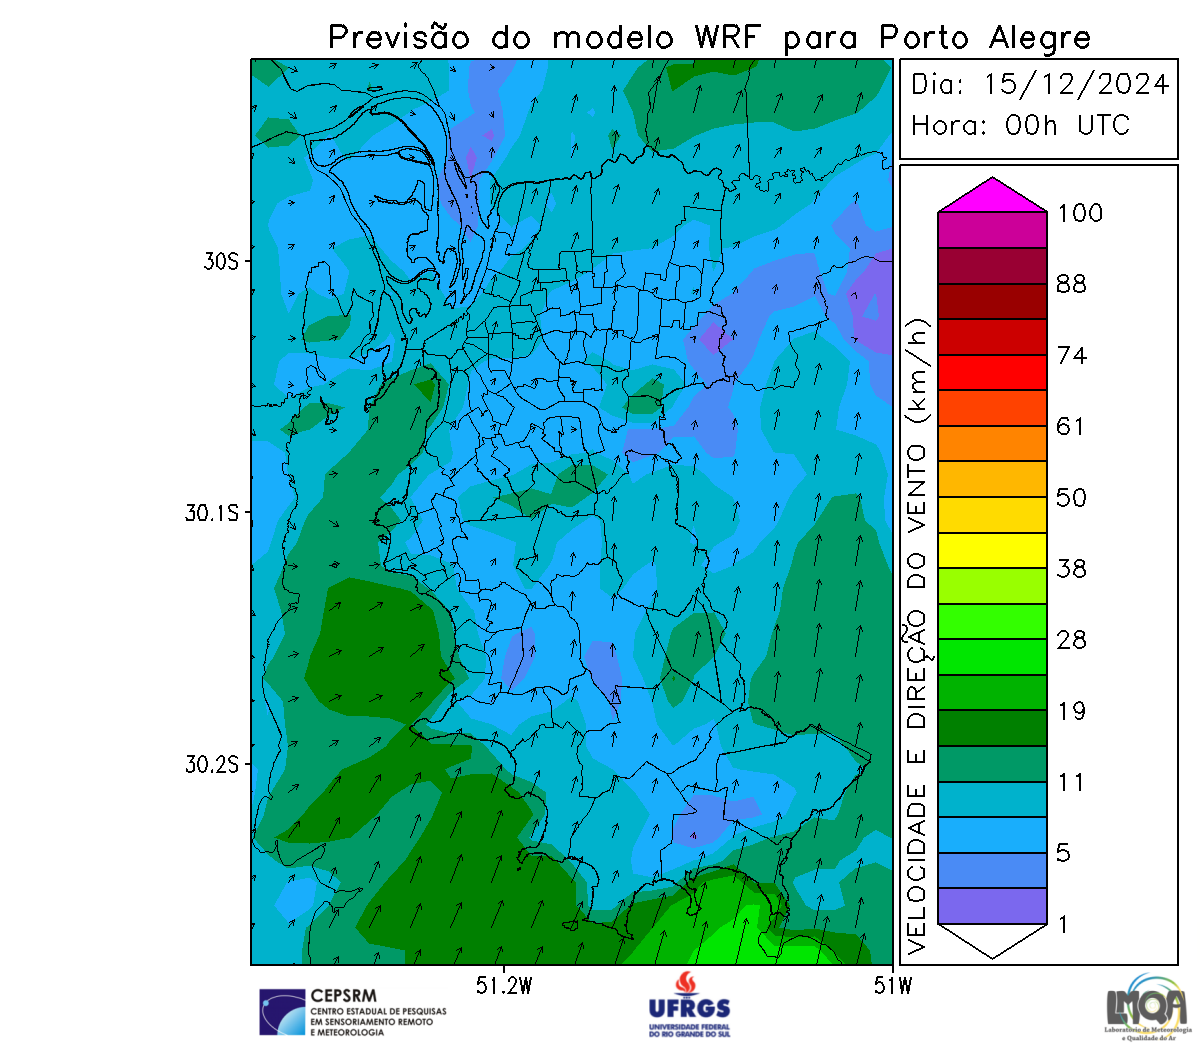 Previsão do modelo WRF para Porto Alegre
Dia: 15/12/2024
Hora: 00h UTC
30S
30.1S
30.2S
51.2W
51W
VELOCIDADE E DIREÇÃO DO VENTO (km/h)
100
88
74
61
50
38
28
19
11
5
1
CEPSRM
CENTRO ESTADUAL DE PESQUISAS
EM SENSORIAMENTO REMOTO
E METEOROLOGIA
UFRGS
UNIVERSIDADE FEDERAL
DO RIO GRANDE DO SUL
LMQA
Laboratório de Meteorologia
e Qualidade do Ar